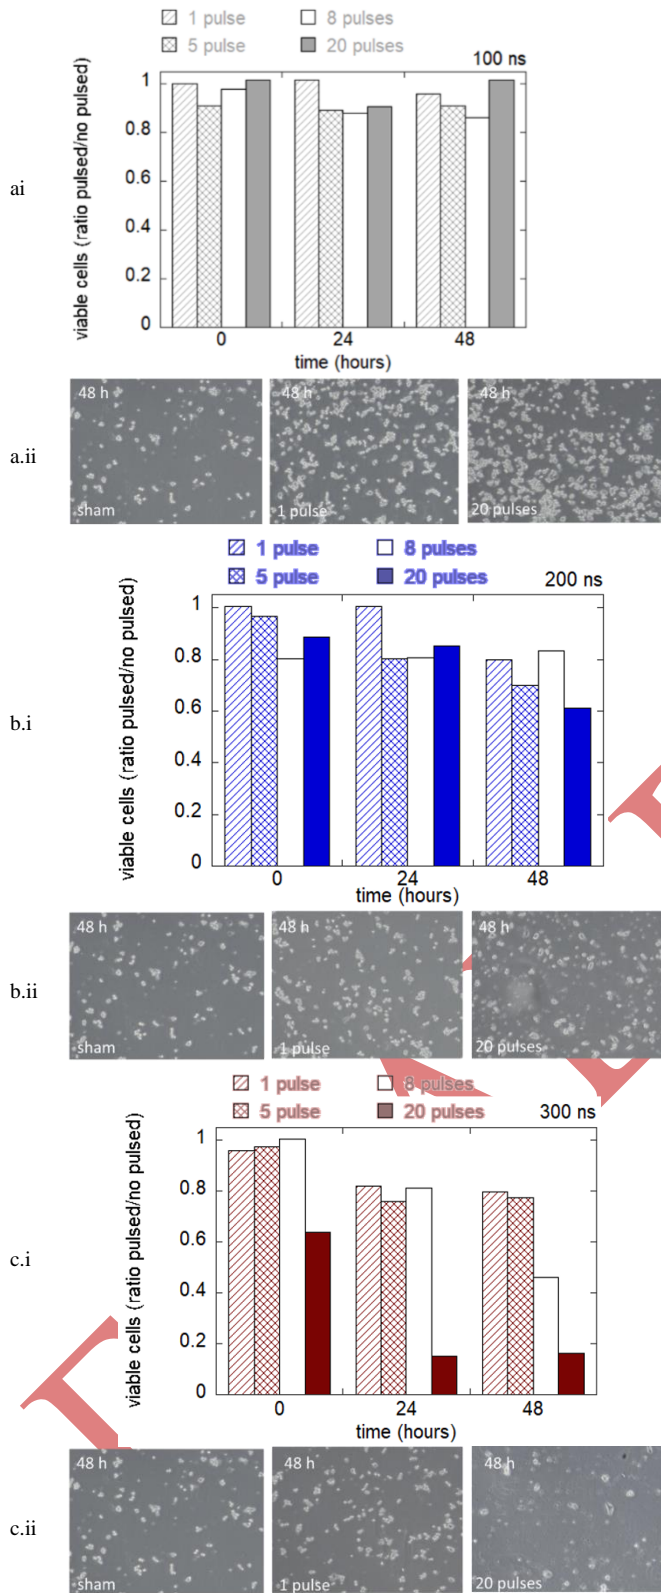 1 pulse 8 pulses
5 pulse 20 pulses
100 ns
ai
viable cells (ratio pulsed/no pulsed)
1
0.8
0.6
0.4
0.2
0
0 24 48
time (hours)
a.ii
48 h 48 h 48 h
sham 1 pulse 20 pulses
1 pulse 8 pulses
5 pulse 20 pulses
200 ns
b.i
viable cells (ratio pulsed/no pulsed)
1
0.8
0.6
0.4
0.2
0
0 24 48
time (hours)
b.ii
48 h 48 h 48 h
sham 1 pulse 20 pulses
1 pulse 8 pulses
5 pulse 20 pulses
300 ns
c.i
viable cells (ratio pulsed/no pulsed)
1
0.8
0.6
0.4
0.2
0
0 24 48
time (hours)
c.ii
48 h 48 h 48 h
sham 1 pulse 20 pulses